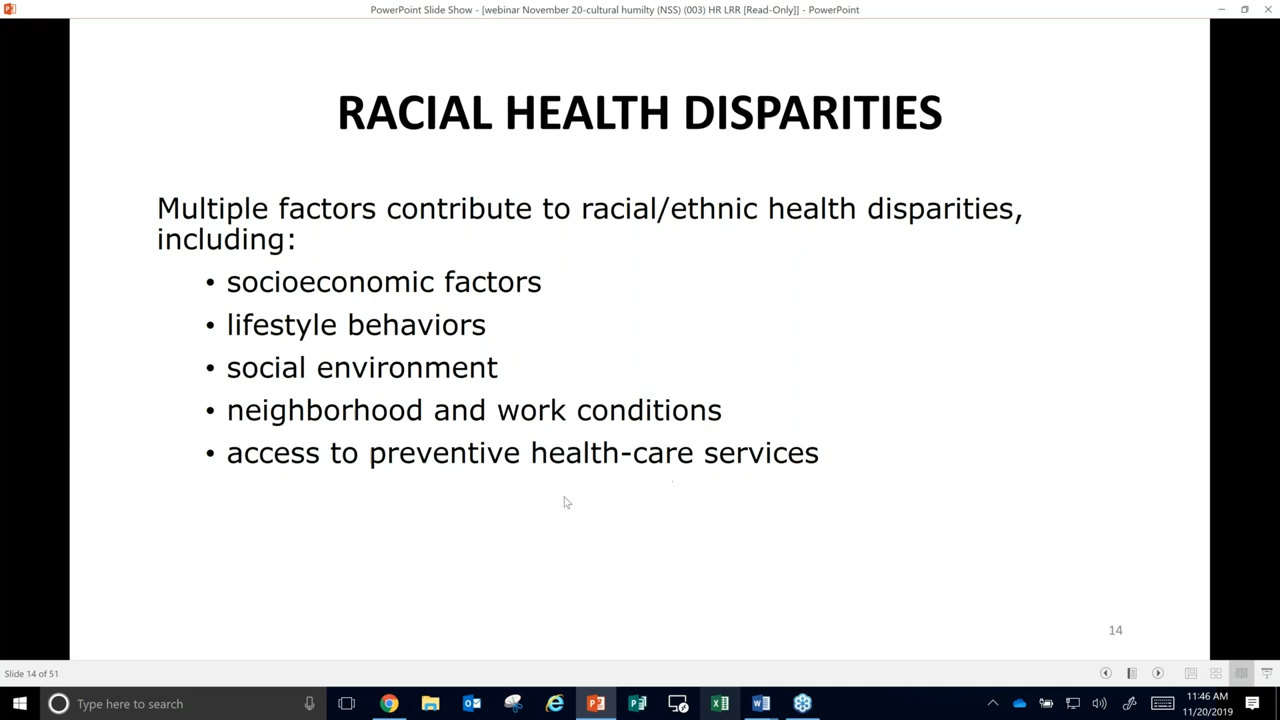 PowerPoint Slide Show - [webinar November 20-cultural humilty (NSS) (003) HR LRR [Read-Only]] - PowerPoint
RACIAL HEALTH DISPARITIES
Multiple factors contribute to racial/ethnic health disparities,
including:
• socioeconomic factors
• lifestyle behaviors
• social environment
• neighborhood and work conditions
• access to preventive health-care services
14
Slide 14 of 51
Type here to search
11:46 AM
11/20/2019